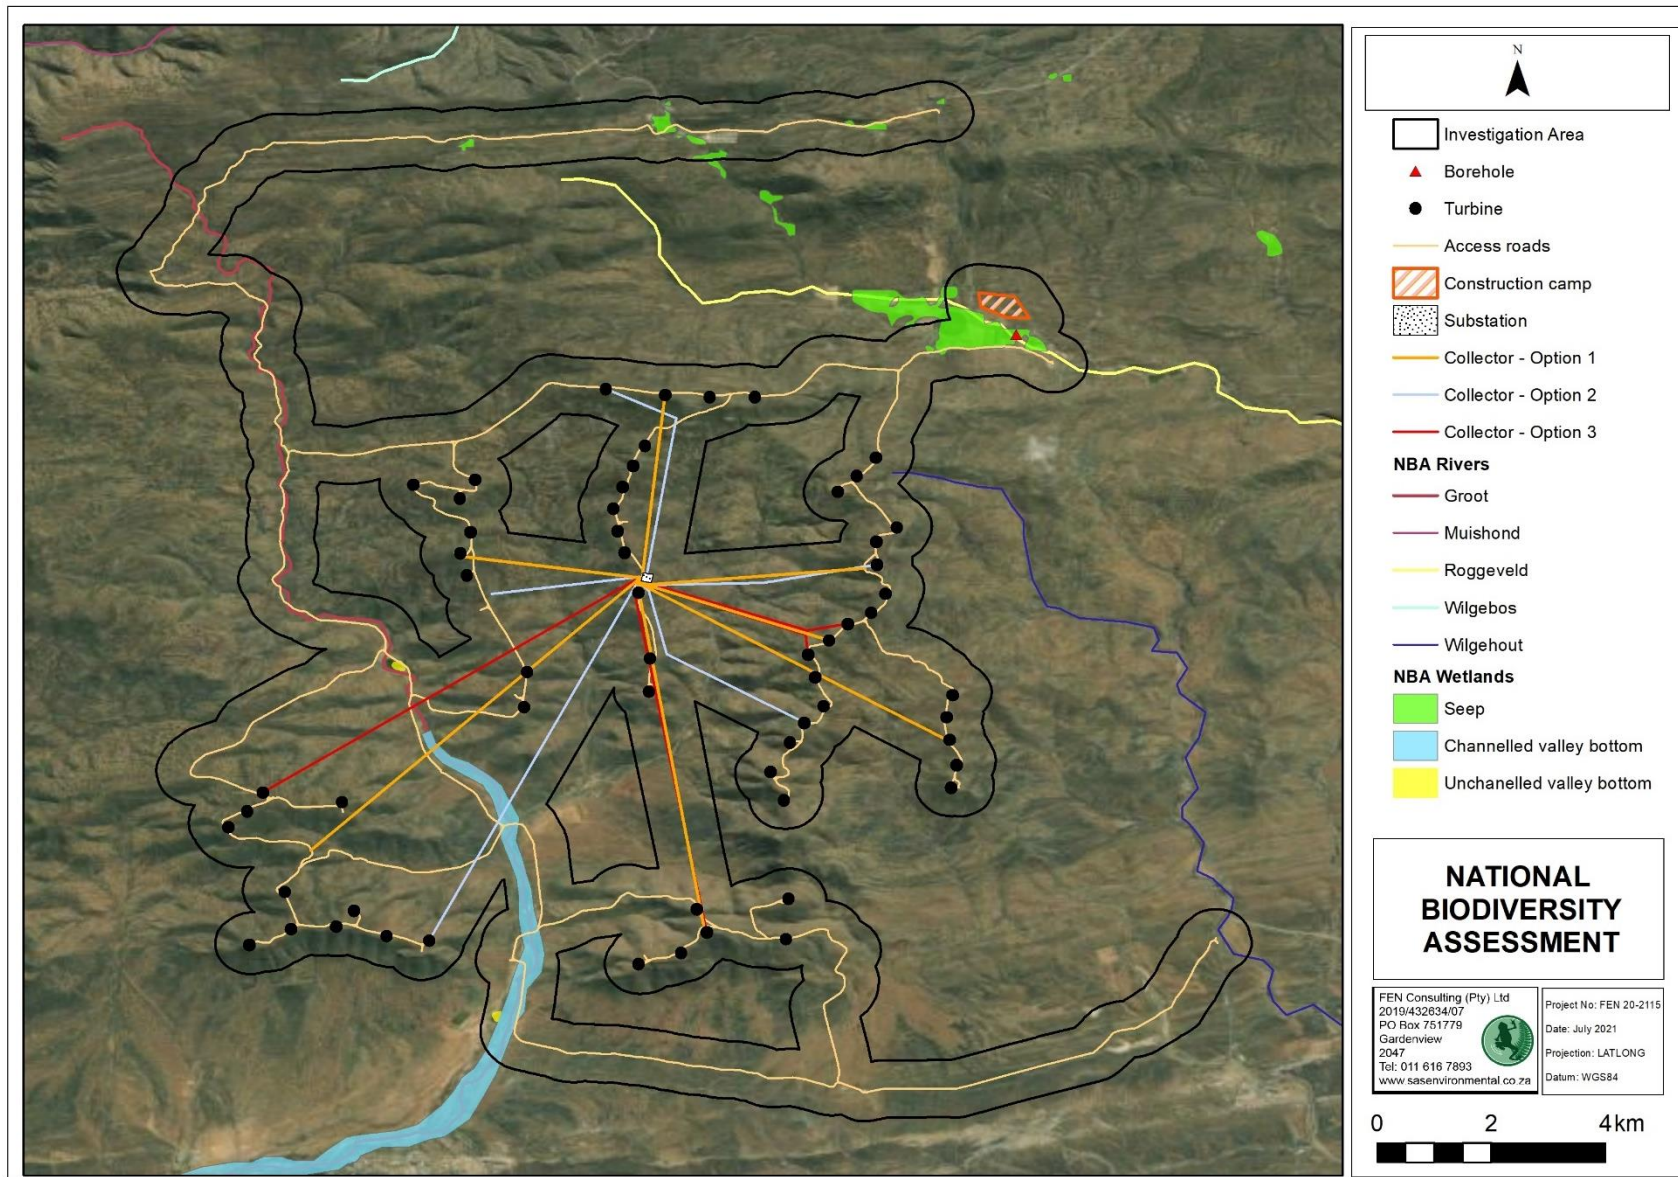 N
Investigation Area
Borehole
Turbine
Access roads
Construction camp
Substation
Collector - Option 1
Collector - Option 2
Collector - Option 3
NBA Rivers
Groot
Muishond
Roggeveld
Wilgebos
Wilgehout
NBA Wetlands
Seep
Channelled valley bottom
Unchanelled valley bottom
NATIONAL
BIODIVERSITY
ASSESSMENT
FEN Consulting (Pty) Ltd
2019/432634/07
PO Box 751779
Gardenview
2047
Tel: 011 616 7893
www.sasenvironmental.co.za
Project No: FEN 20-2115
Date: July 2021
Projection: LATLONG
Datum: WGS84
0 2 4 km